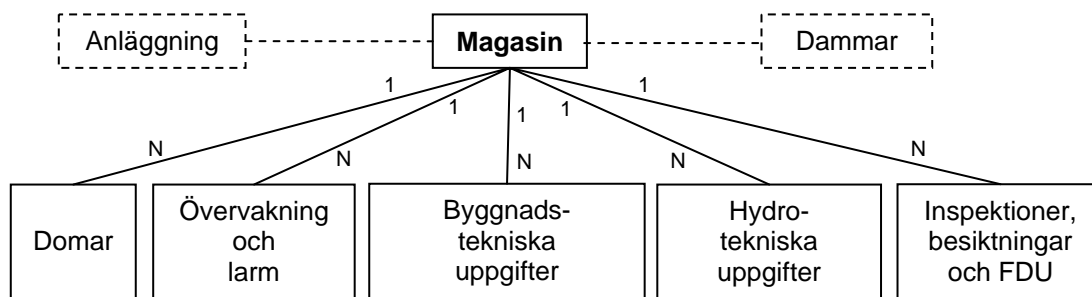 Anläggning
Magasin
Dammar
1
1
1
1
1
N
N
N
N
N
Domar
Övervakning
och
larm
Byggnads-
tekniska
uppgifter
Hydro-
tekniska
uppgifter
Inspektioner,
besiktningar
och FDU